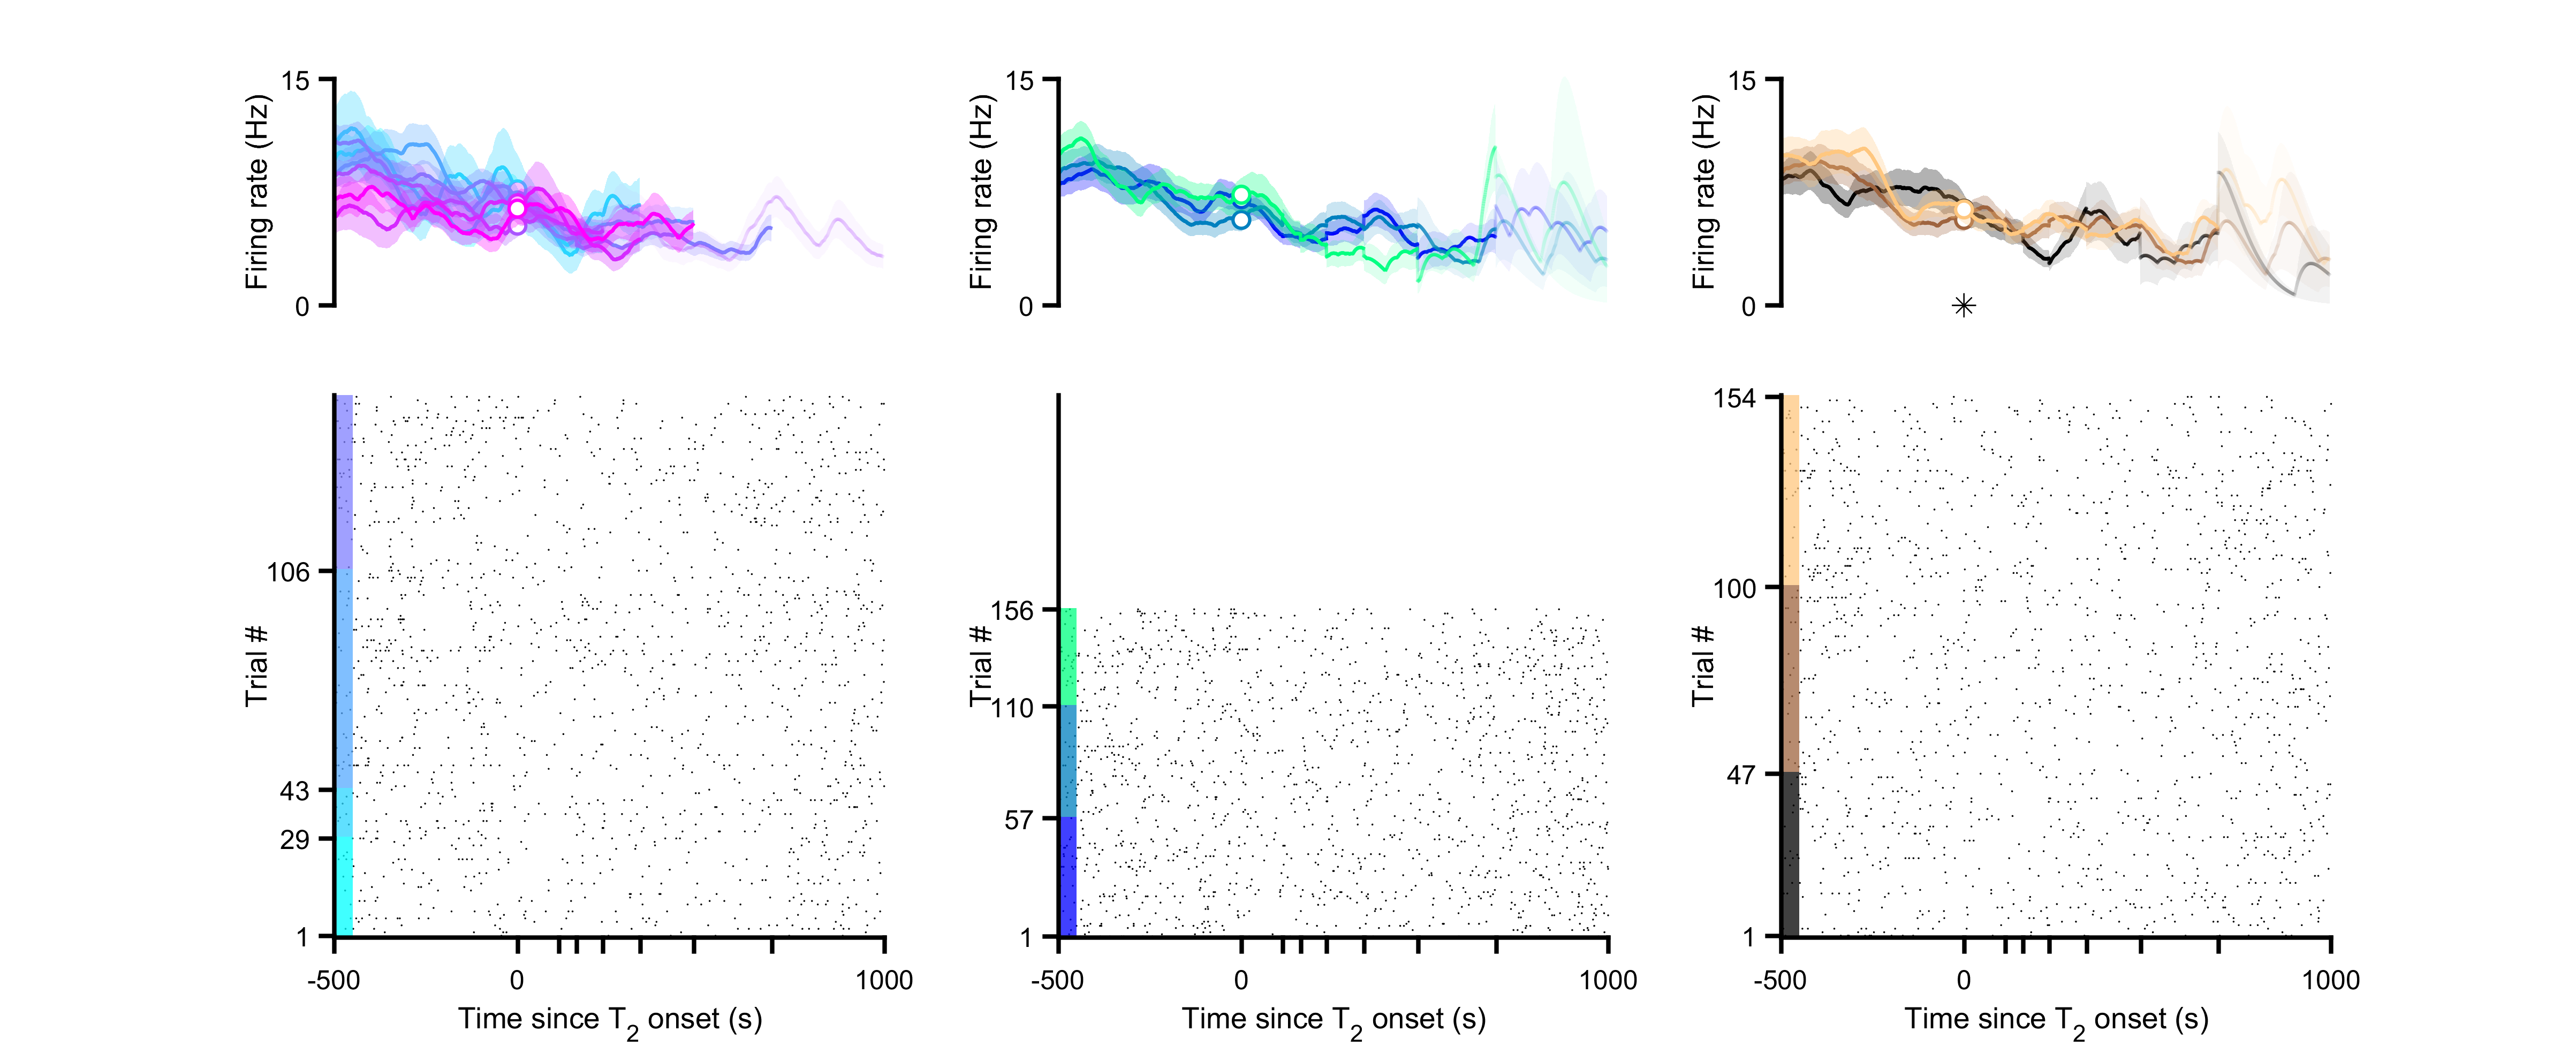 15
Firing rate (Hz)
0
15
Firing rate (Hz)
0
15
Firing rate (Hz)
0
106
43
29
1
Trial #
-500 0 1000
Time since T2 onset (s)
156
110
57
1
Trial #
-500 0 1000
Time since T2 onset (s)
154
100
47
1
Trial #
-500 0 1000
Time since T2 onset (s)